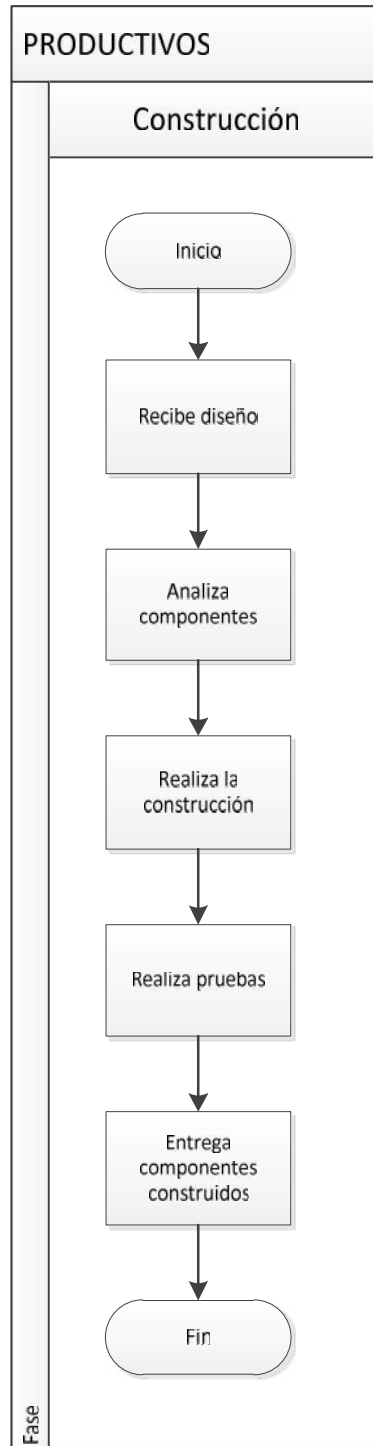 PRODUCTIVOS
Construcción
Inicio
Recibe diseño
Analiza
componentes
Realiza la
construcción
Realiza pruebas
Entrega
componentes
construidos
Fin
Fase